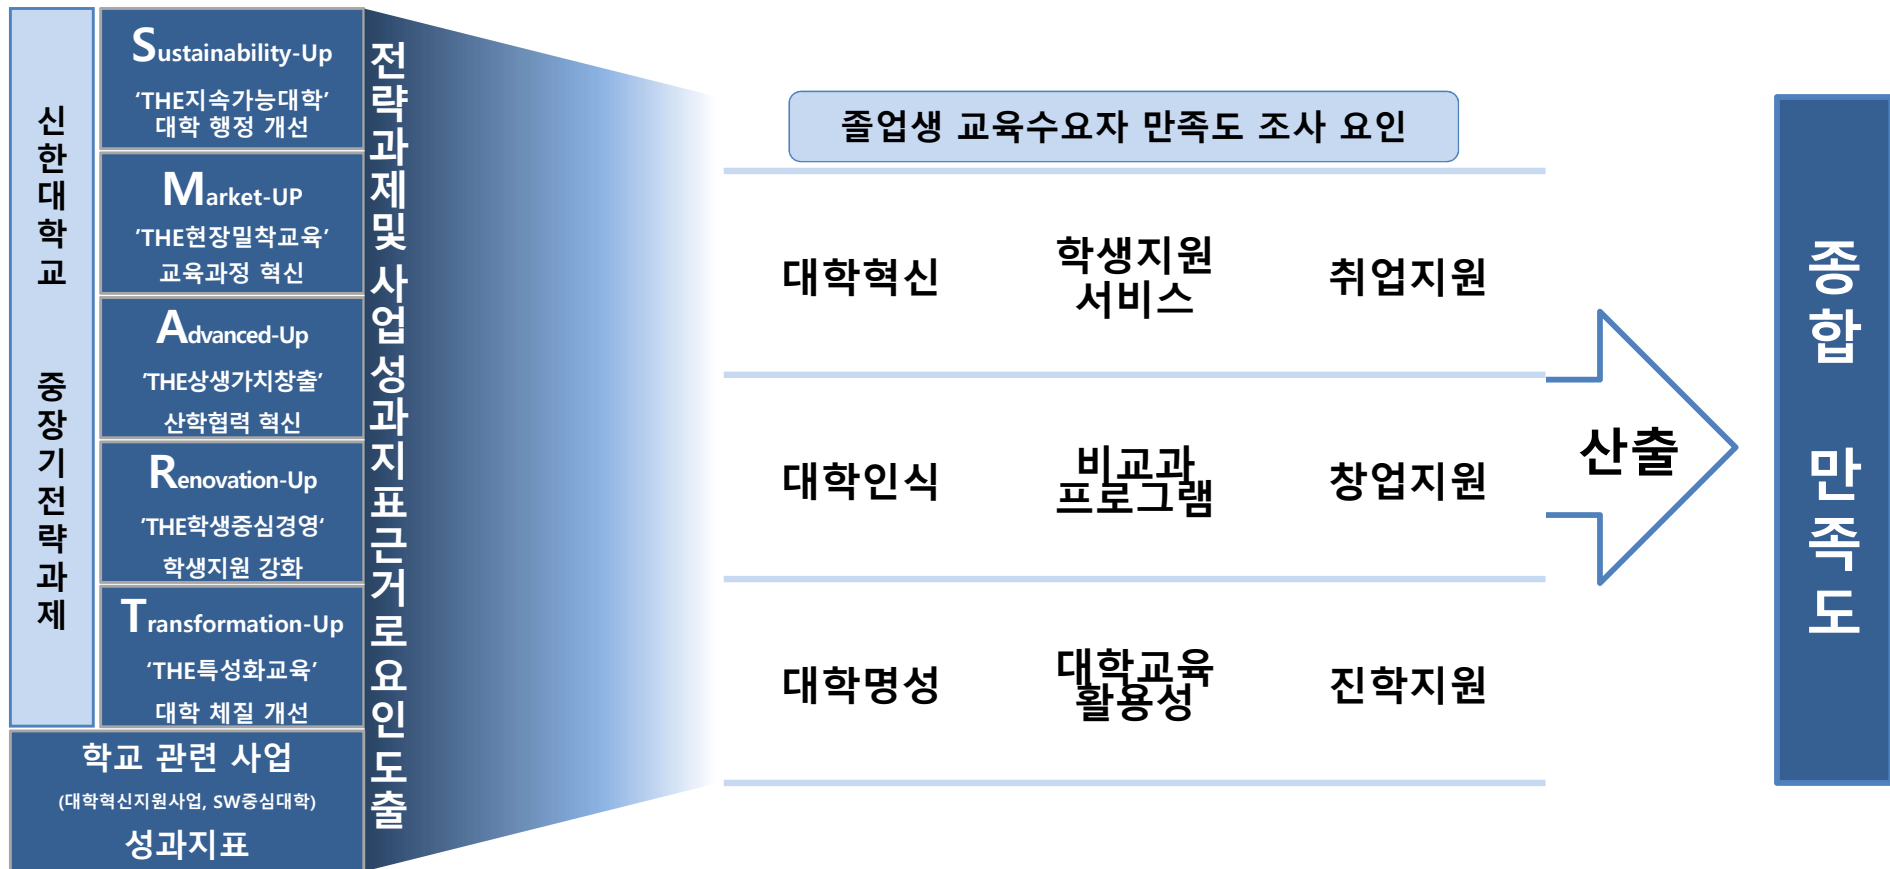 신한대학교 중장기전략과제
Sustainability-Up
‘THE지속가능대학’
대학 행정 개선
Market-UP
’THE현장밀착교육’
교육과정 혁신
Advanced-Up
’THE상생가치창출’
산학협력 혁신
Renovation-Up
’THE학생중심경영‘
학생지원 강화
Transformation-Up
‘THE특성화교육’
대학 체질 개선
학교 관련 사업
(대학혁신지원사업, SW중심대학)
성과지표
전략과제및 사업성과지표근거로요인도출
졸업생 교육수요자 만족도 조사 요인
대학혁신
학생지원
서비스
취업지원
대학인식
비교과
프로그램
창업지원
대학명성
대학교육
활용성
진학지원
산출
종합 만족도